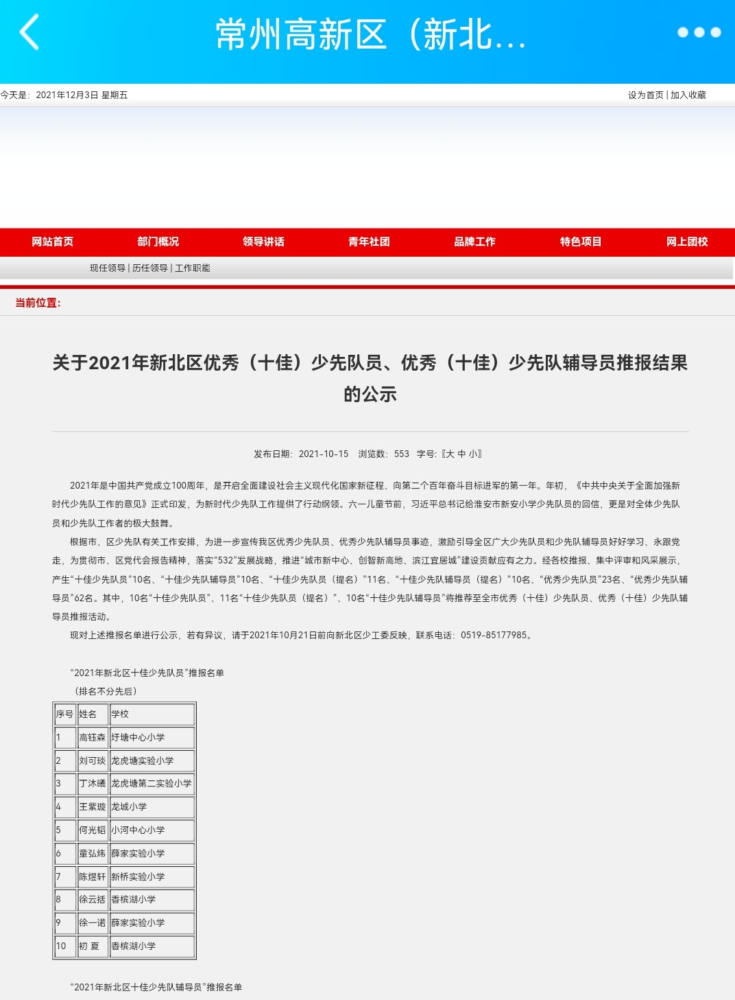 常州高新区（新北...
今天是：2021年12月3日 星期五
设为首页 | 加入收藏
网站首页 部门概况 领导讲话 青年社团 品牌工作 特色项目 网上团校
现任领导 | 历任领导 | 工作职能
当前位置：
关于2021年新北区优秀（十佳）少先队员、优秀（十佳）少先队辅导员推报结果
的公示
发布日期：2021-10-15 浏览数：553 字号:〖大 中 小〗
2021年是中国共产党成立100周年，是开启全面建设社会主义现代化国家新征程、向第二个百年奋斗目标进军的第一年。年初，《中共中央关于全面加强新
时代少先队工作的意见》正式印发，为新时代少先队工作提供了行动纲领。六一儿童节前，习近平总书记给淮安市新安小学少先队员的回信，更是对全体少先队
员和少先队工作者的极大鼓舞。
根据市、区少先队有关工作安排，为进一步宣传我区优秀少先队员、优秀少先队辅导员事迹，激励引导全区广大少先队员和少先队辅导员好好学习、永跟党
走，为贯彻市、区党代会报告精神，落实“532”发展战略，推进“城市新中心、创智新高地、滨江宜居城”建设贡献应有之力。经各校推报、集中评审和风采展示，
产生“十佳少先队员”10名、“十佳少先队辅导员”10名、“十佳少先队员（提名）”11名、“十佳少先队辅导员（提名）”10名、“优秀少先队员”23名、“优秀少先队辅
导员”62名。其中，10名“十佳少先队员”、11名“十佳少先队员（提名）”、10名“十佳少先队辅导员”将推荐至全市优秀（十佳）少先队员、优秀（十佳）少先队辅
导员推报活动。
现对上述推报名单进行公示，若有异议，请于2021年10月21日前向新北区少工委反映，联系电话：0519-85177985。
“2021年新北区十佳少先队员”推报名单
（排名不分先后）
序号 姓名 学校
1 高钰森 圩塘中心小学
2 刘可琰 龙虎塘实验小学
3 丁沐曦 龙虎塘第二实验小学
4 王紫璇 龙城小学
5 何光韬 小河中心小学
6 童弘炜 薛家实验小学
7 陈煜轩 新桥实验小学
8 徐云括 香槟湖小学
9 徐一诺 薛家实验小学
10 初 夏 香槟湖小学
“2021年新北区十佳少先队辅导员”推报名单